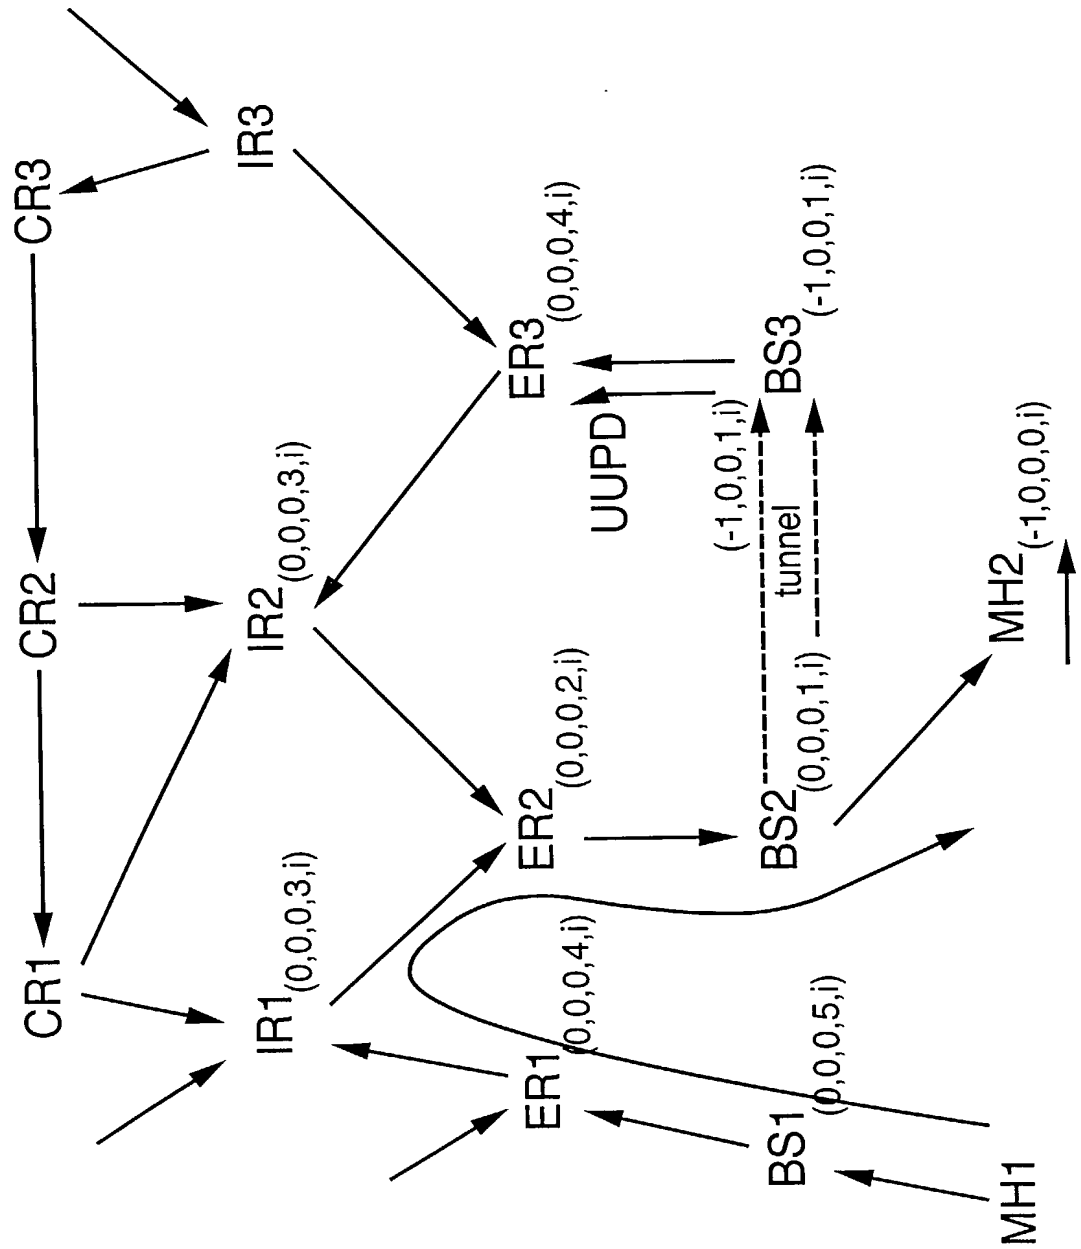 CR1
CR2
CR3
IR1(0,0,0,3,i)
IR2(0,0,0,3,i)
IR3
ER1(0,0,0,4,i)
ER2(0,0,0,2,i)
ER3(0,0,0,4,i)
UUPD
(-1,0,0,1,i)
tunnel
BS1(0,0,0,5,i)
BS2(0,0,0,1,i)
BS3(-1,0,0,1,i)
MH1
MH2(-1,0,0,0,i)